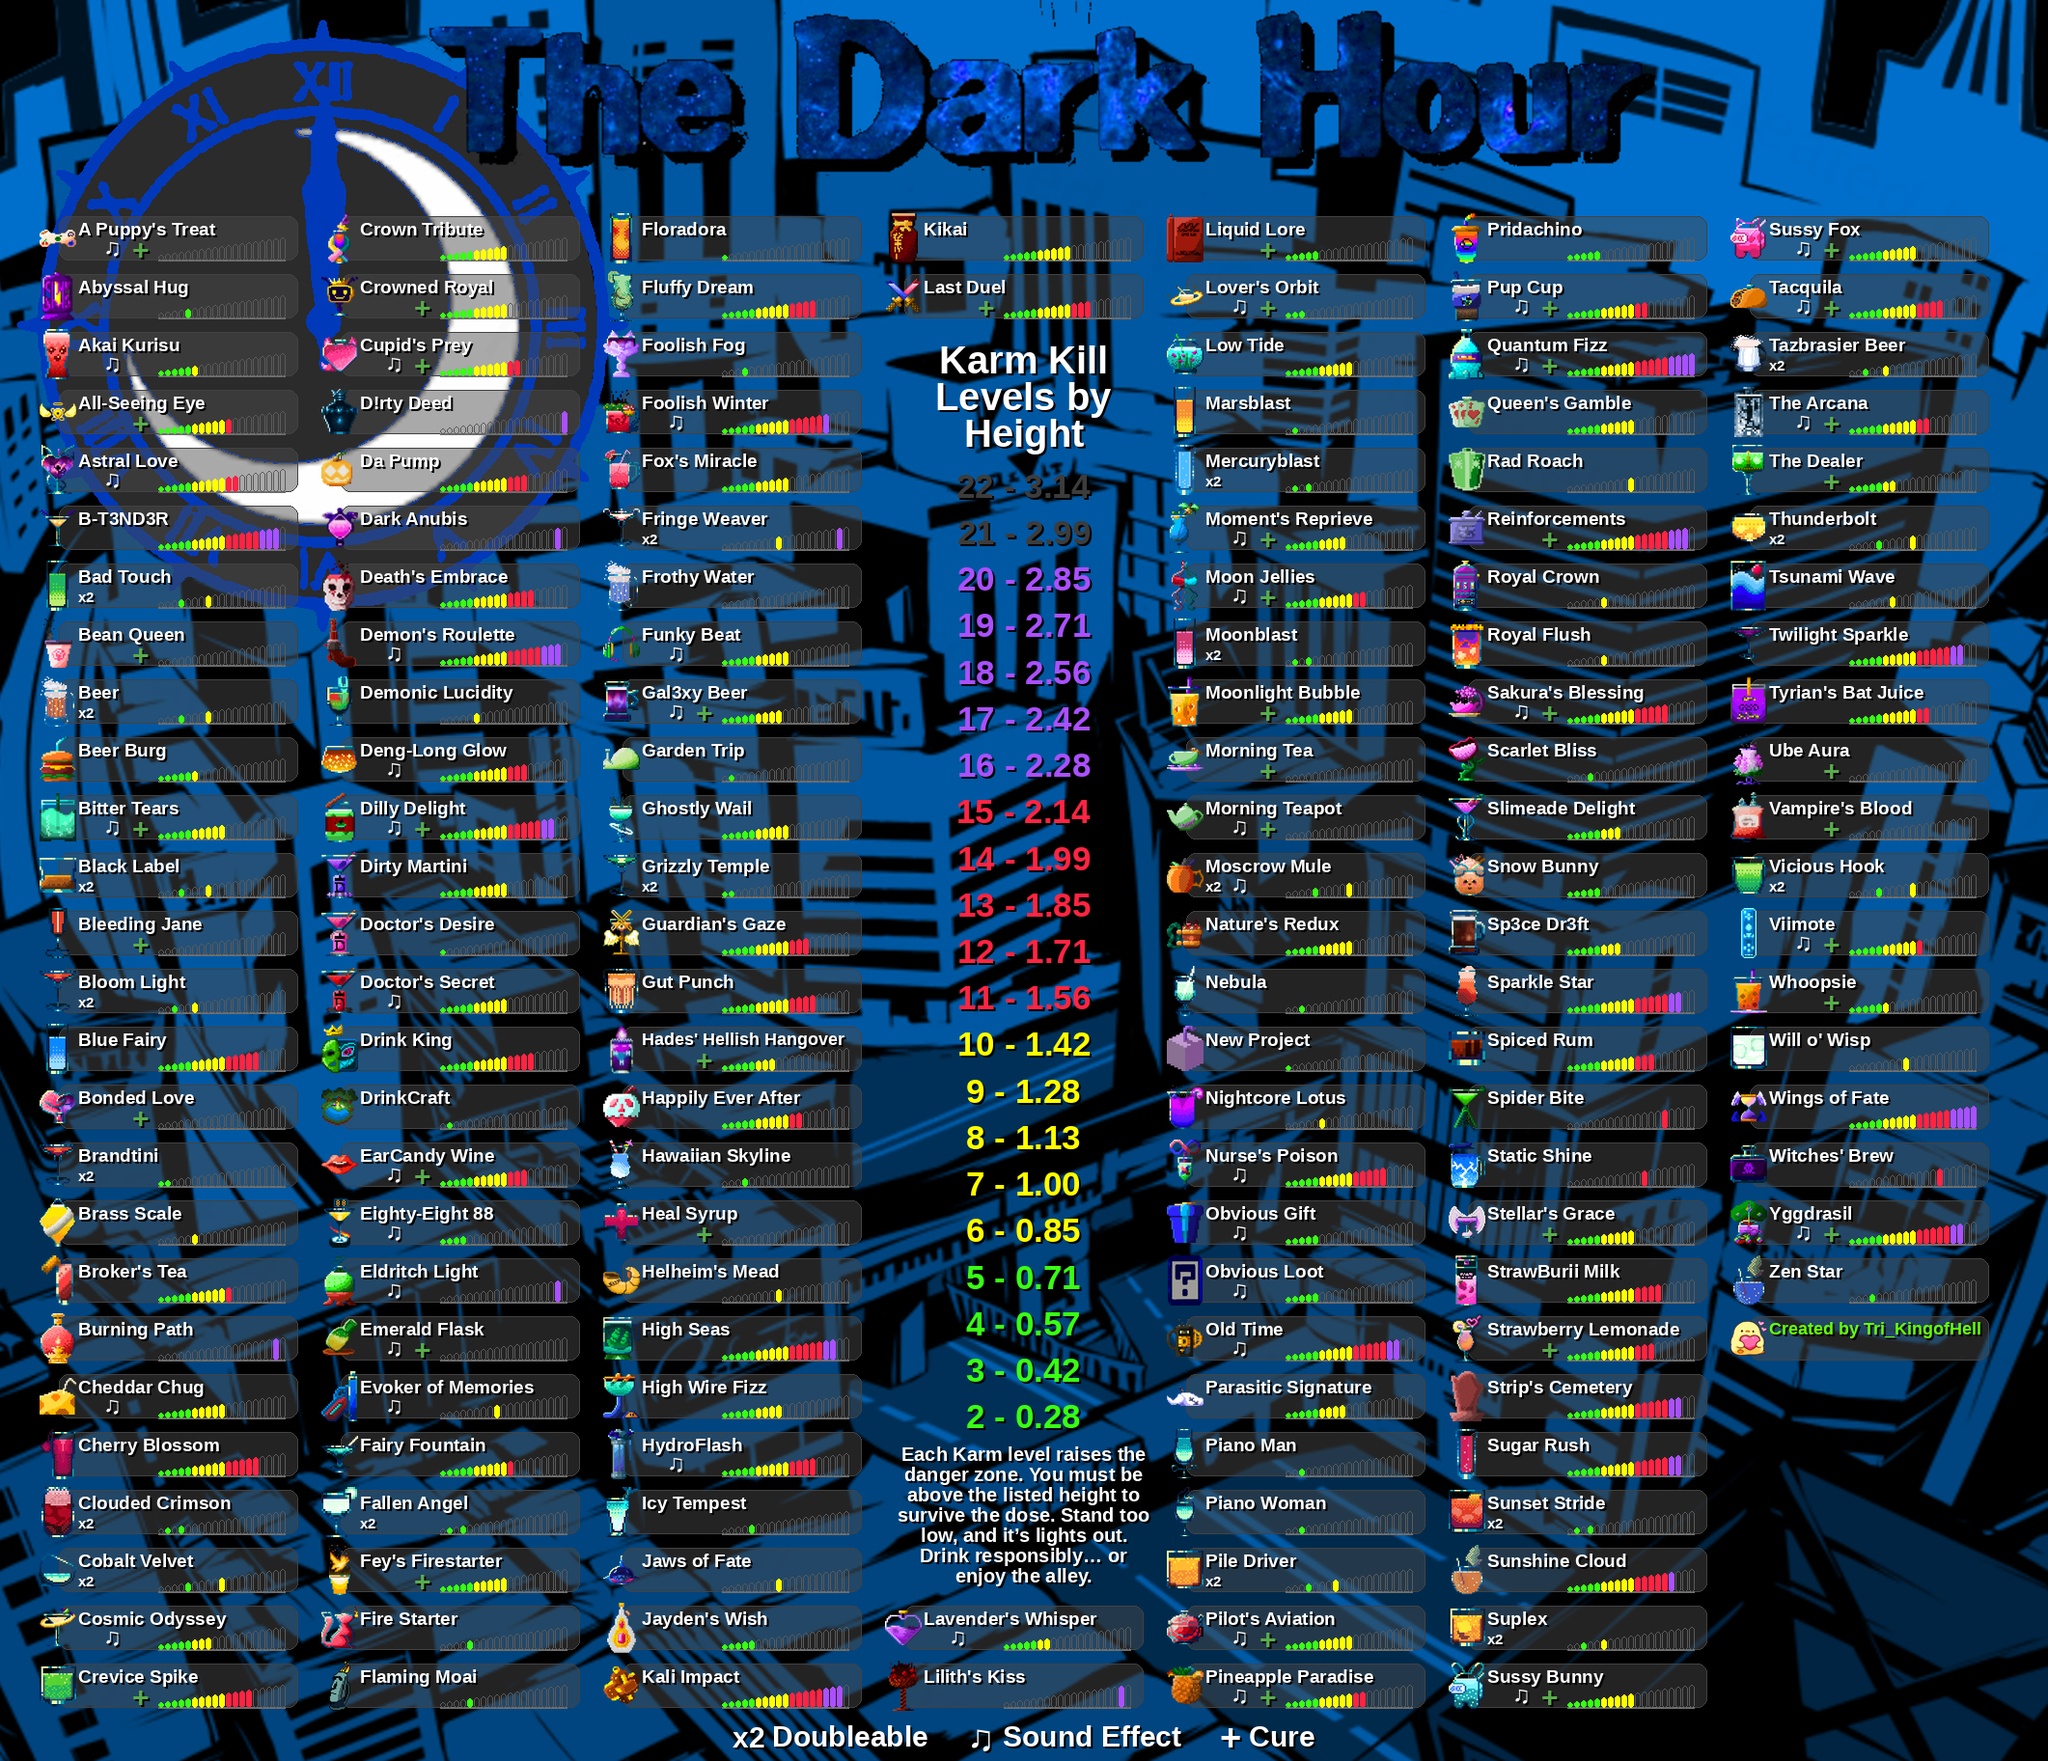 The Dark Hour
XI
XII
I
A Puppy's Treat
♫ +
Abyssal Hug
Akai Kurisu
♫
All-Seeing Eye
+
Astral Love
♫
B-T3ND3R
Bad Touch
x2
Bean Queen
+
Beer
x2
Beer Burg
Bitter Tears
♫ +
Black Label
x2
Bleeding Jane
+
Bloom Light
x2
Blue Fairy
Bonded Love
+
Brandtini
x2
Brass Scale
Broker's Tea
Burning Path
Cheddar Chug
♫
Cherry Blossom
Clouded Crimson
x2
Cobalt Velvet
x2
Cosmic Odyssey
♫
Crevice Spike
+
Crown Tribute
Crowned Royal
+
Cupid's Prey
♫ +
D!rty Deed
Da Pump
Dark Anubis
Death's Embrace
Demon's Roulette
♫
Demonic Lucidity
Deng-Long Glow
♫
Dilly Delight
♫ +
Dirty Martini
Doctor's Desire
Doctor's Secret
♫
Drink King
DrinkCraft
EarCandy Wine
♫ +
Eighty-Eight 88
♫
Eldritch Light
♫
Emerald Flask
♫ +
Evoker of Memories
♫
Fairy Fountain
Fallen Angel
x2
Fey's Firestarter
+
Fire Starter
Flaming Moai
Floradora
Fluffy Dream
Foolish Fog
Foolish Winter
♫
Fox's Miracle
Fringe Weaver
x2
Frothy Water
Funky Beat
♫
Gal3xy Beer
♫ +
Garden Trip
Ghostly Wail
Grizzly Temple
x2
Guardian's Gaze
Gut Punch
Hades' Hellish Hangover
+
Happily Ever After
Hawaiian Skyline
Heal Syrup
+
Helheim's Mead
High Seas
High Wire Fizz
HydroFlash
♫
Icy Tempest
Jaws of Fate
Jayden's Wish
Kali Impact
Kikai
Last Duel
+
Karm Kill
Levels by
Height
22 - 3.14
21 - 2.99
20 - 2.85
19 - 2.71
18 - 2.56
17 - 2.42
16 - 2.28
15 - 2.14
14 - 1.99
13 - 1.85
12 - 1.71
11 - 1.56
10 - 1.42
9 - 1.28
8 - 1.13
7 - 1.00
6 - 0.85
5 - 0.71
4 - 0.57
3 - 0.42
2 - 0.28
Each Karm level raises the
danger zone. You must be
above the listed height to
survive the dose. Stand too
low, and it's lights out.
Drink responsibly... or
enjoy the alley.
Lavender's Whisper
♫
Lilith's Kiss
Liquid Lore
+
Lover's Orbit
♫ +
Low Tide
Marsblast
Mercuryblast
x2
Moment's Reprieve
♫ +
Moon Jellies
♫ +
Moonblast
x2
Moonlight Bubble
+
Morning Tea
+
Morning Teapot
♫ +
Moscrow Mule
x2 ♫
Nature's Redux
Nebula
New Project
Nightcore Lotus
Nurse's Poison
♫
Obvious Gift
♫
Obvious Loot
♫
Old Time
♫
Parasitic Signature
Piano Man
Piano Woman
Pile Driver
x2
Pilot's Aviation
♫ +
Pineapple Paradise
♫ +
Pridachino
Pup Cup
♫ +
Quantum Fizz
♫ +
Queen's Gamble
Rad Roach
Reinforcements
+
Royal Crown
Royal Flush
Sakura's Blessing
♫ +
Scarlet Bliss
Slimeade Delight
Snow Bunny
Sp3ce Dr3ft
Sparkle Star
Spiced Rum
Spider Bite
Static Shine
Stellar's Grace
+
StrawBurii Milk
Strawberry Lemonade
+
Strip's Cemetery
Sugar Rush
Sunset Stride
x2
Sunshine Cloud
Suplex
x2
Sussy Bunny
♫ +
Sussy Fox
♫ +
Tacquila
♫ +
Tazbrasier Beer
x2
The Arcana
♫ +
The Dealer
+
Thunderbolt
x2
Tsunami Wave
Twilight Sparkle
Tyrian's Bat Juice
Ube Aura
+
Vampire's Blood
+
Vicious Hook
x2
Viimote
♫ +
Whoopsie
+
Will o' Wisp
Wings of Fate
Witches' Brew
Yggdrasil
♫ +
Zen Star
Created by Tri_KingofHell
x2 Doubleable ♫ Sound Effect + Cure